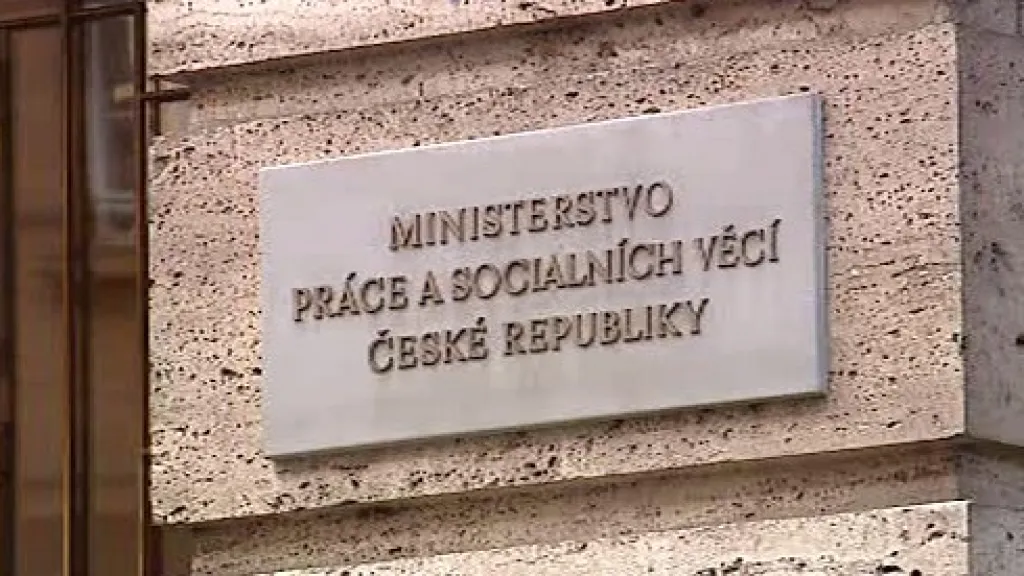 MINISTERSTVO
PRÁCE A SOCIALNÍCH VĚCÍ
ČESKÉ REPUBLIKY